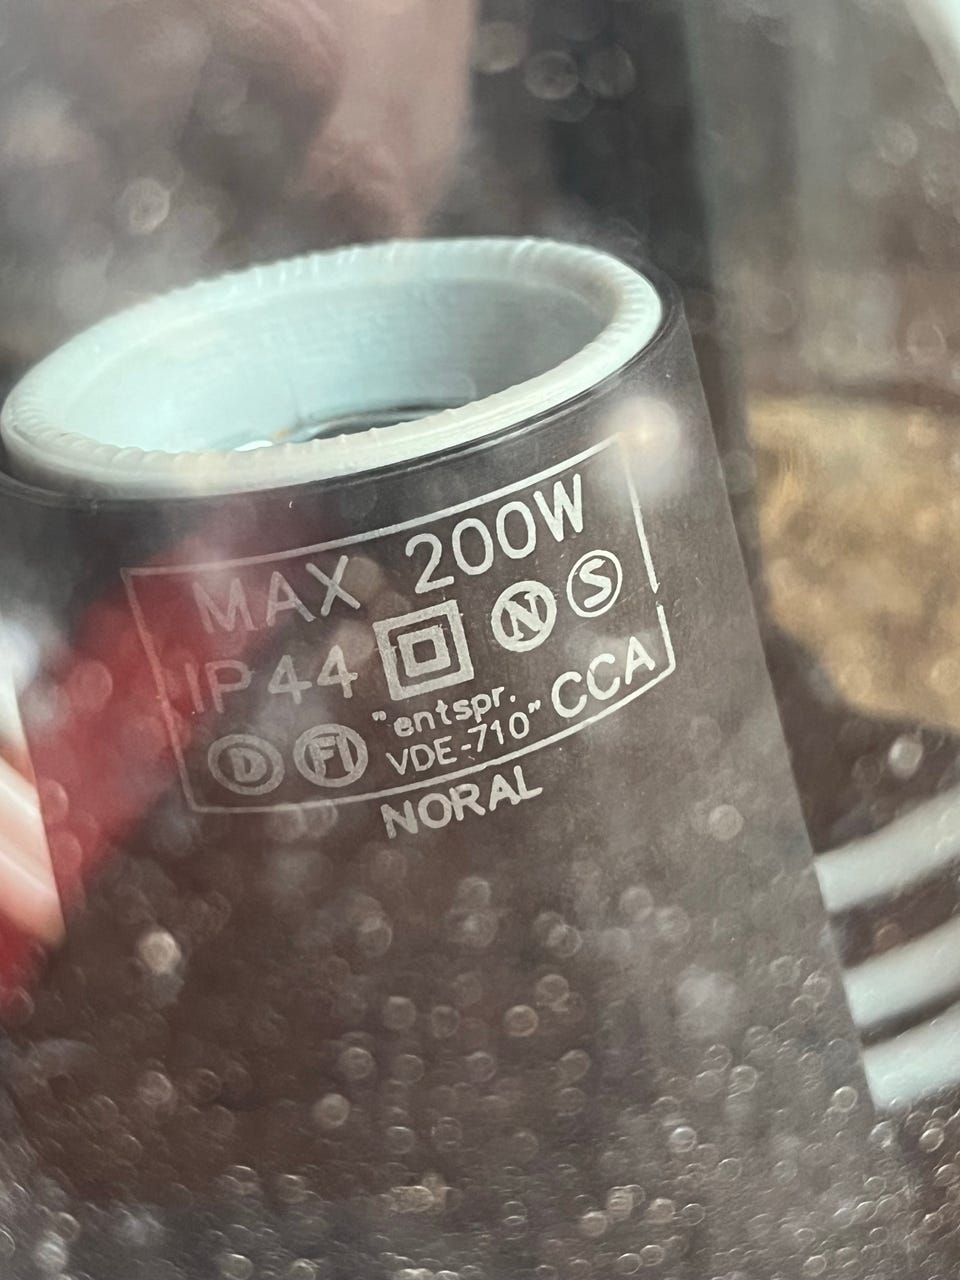 MAX 200W
IP44 N S
D FI "entspr. VDE-710" CCA
NORAL